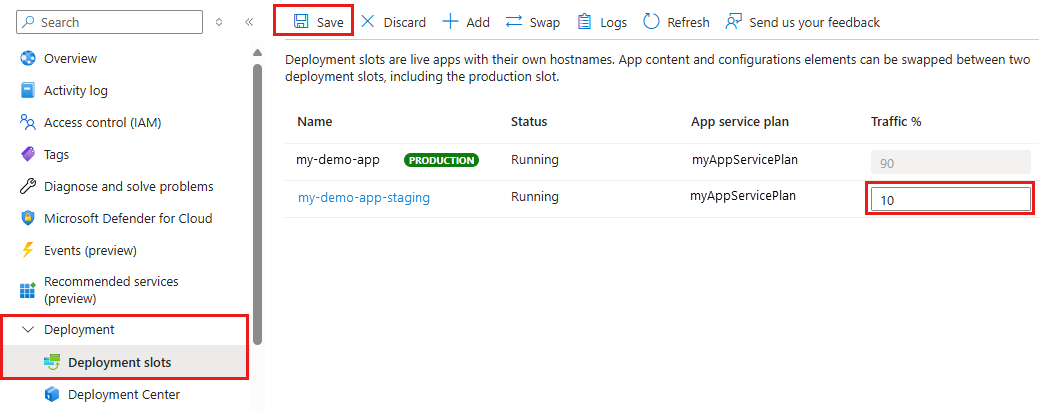 Search
Overview
Activity log
Access control (IAM)
Tags
Diagnose and solve problems
Microsoft Defender for Cloud
Events (preview)
Recommended services
(preview)
Deployment
Deployment slots
Deployment Center
Save Discard Add Swap Logs Refresh Send us your feedback
Deployment slots are live apps with their own hostnames. App content and configurations elements can be swapped between two
deployment slots, including the production slot.
Name Status App service plan Traffic %
my-demo-app PRODUCTION Running myAppServicePlan 90
my-demo-app-staging Running myAppServicePlan 10